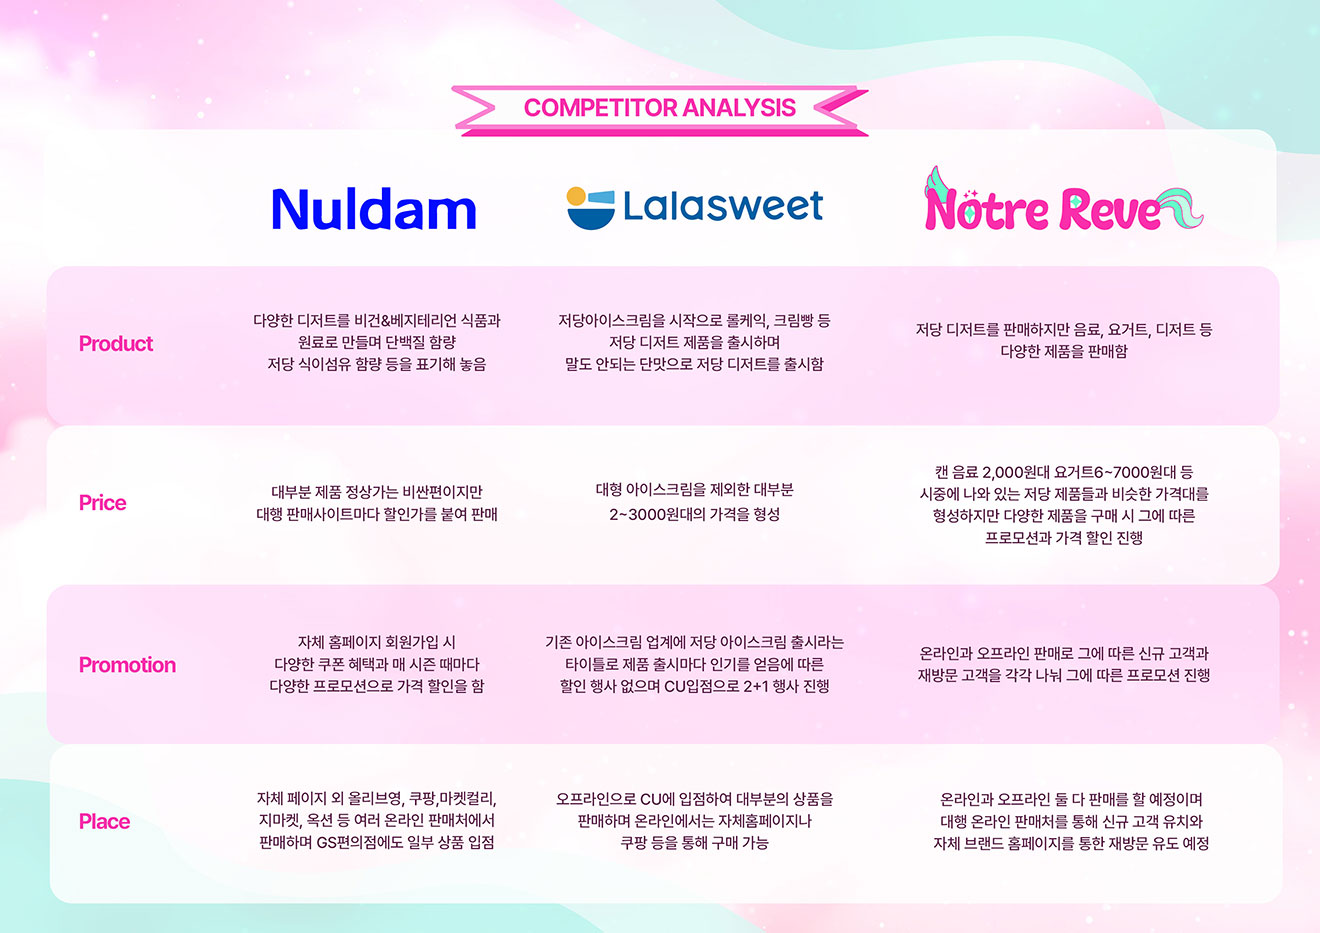 COMPETITOR ANALYSIS
Nuldam
Lalasweet
Notre Reve
Product
다양한 디저트를 비건&베지테리언 식품과
원료로 만들며 단백질 함량
저당 식이섬유 함량 등을 표기해 놓음
저당아이스크림을 시작으로 롤케익, 크림빵 등
저당 디저트 제품을 출시하며
말도 안되는 단맛으로 저당 디저트를 출시함
저당 디저트를 판매하지만 음료, 요거트, 디저트 등
다양한 제품을 판매함
Price
대부분 제품 정상가는 비싼편이지만
대행 판매사이트마다 할인가를 붙여 판매
대형 아이스크림을 제외한 대부분
2~3000원대의 가격을 형성
캔 음료 2,000원대 요거트6~7000원대 등
시중에 나와 있는 저당 제품들과 비슷한 가격대를
형성하지만 다양한 제품을 구매 시 그에 따른
프로모션과 가격 할인 진행
Promotion
자체 홈페이지 회원가입 시
다양한 쿠폰 혜택과 매 시즌 때마다
다양한 프로모션으로 가격 할인을 함
기존 아이스크림 업계에 저당 아이스크림 출시라는
타이틀로 제품 출시마다 인기를 얻음에 따른
할인 행사 없으며 CU입점으로 2+1 행사 진행
온라인과 오프라인 판매로 그에 따른 신규 고객과
재방문 고객을 각각 나눠 그에 따른 프로모션 진행
Place
자체 페이지 외 올리브영, 쿠팡,마켓컬리,
지마켓, 옥션 등 여러 온라인 판매처에서
판매하며 GS편의점에도 일부 상품 입점
오프라인으로 CU에 입점하여 대부분의 상품을
판매하며 온라인에서는 자체홈페이지나
쿠팡 등을 통해 구매 가능
온라인과 오프라인 둘 다 판매를 할 예정이며
대행 온라인 판매처를 통해 신규 고객 유치와
자체 브랜드 홈페이지를 통한 재방문 유도 예정